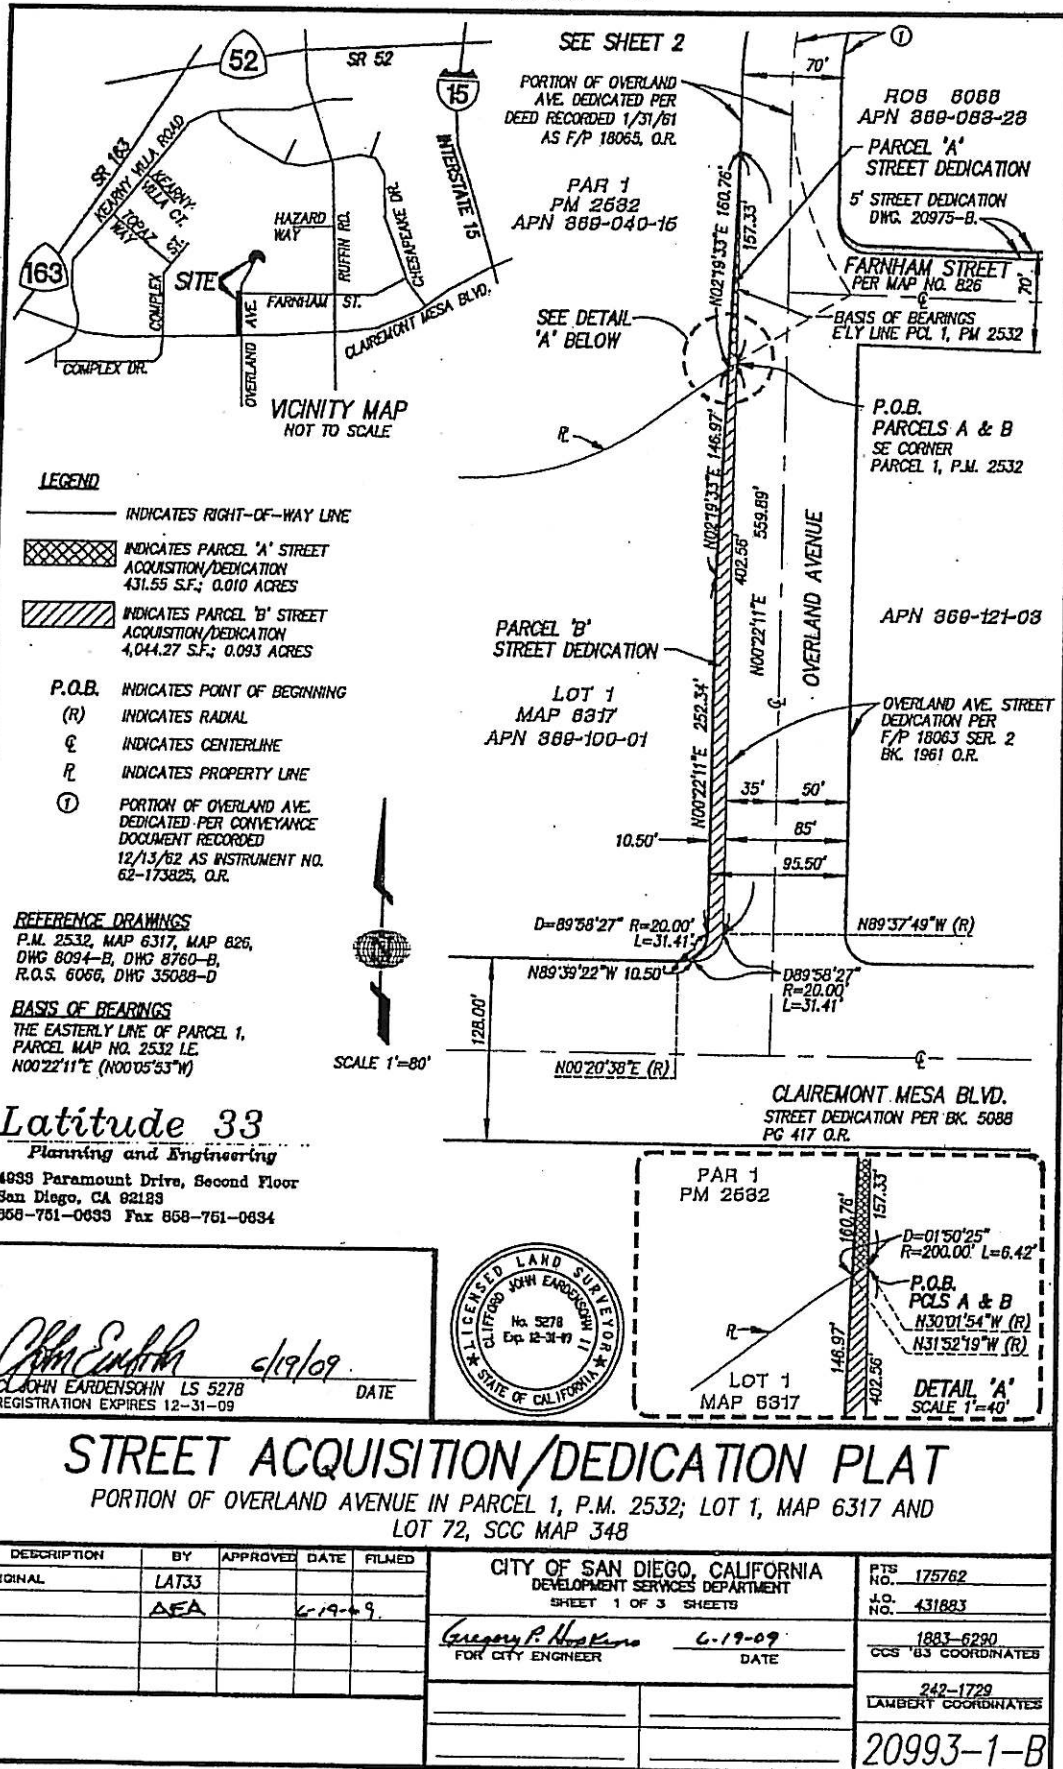 52
SR 52
15
SR 163
KEARNY VILLA ROAD
KEARNY
VILLA CT.
TOPAZ
WAY
ST.
HAZARD
WAY
RUFFIN RD.
CHESAPEAKE DR.
INTERSTATE 15
163
SITE
COMPLEX
FARNHAM ST.
OVERLAND AVE.
CLAIREMONT MESA BLVD.
COMPLEX DR.
VICINITY MAP
NOT TO SCALE
SEE SHEET 2
1
70'
PORTION OF OVERLAND
AVE. DEDICATED PER
DEED RECORDED 1/31/61
AS F/P 18065, O.R.
ROS 6066
APN 369-083-28
PARCEL 'A'
STREET DEDICATION
5' STREET DEDICATION
DWG. 20975-B.
PAR 1
PM 2532
APN 369-040-15
N02°19'33"E 160.76'
157.33'
FARNHAM STREET
PER MAP NO. 826
70'
BASIS OF BEARINGS
E'LY LINE PCL 1, PM 2532
SEE DETAIL
'A' BELOW
P.O.B.
PARCELS A & B
SE CORNER
PARCEL 1, P.M. 2532
N02°19'33"E 146.97'
402.56'
N00°22'11"E 559.89'
OVERLAND AVENUE
APN 369-121-03
PARCEL 'B'
STREET DEDICATION
LOT 1
MAP 6317
APN 369-100-01
N00°22'11"E 252.34'
OVERLAND AVE. STREET
DEDICATION PER
F/P 18063 SER. 2
BK. 1961 O.R.
35' 50'
10.50' 85'
95.50'
D=89°58'27" R=20.00'
L=31.41'
N89°37'49"W (R)
N89°39'22"W 10.50'
D89°58'27"
R=20.00'
L=31.41'
128.00'
N00°20'38"E (R)
CLAIREMONT MESA BLVD.
STREET DEDICATION PER BK. 5088
PG 417 O.R.
LEGEND
INDICATES RIGHT-OF-WAY LINE
INDICATES PARCEL 'A' STREET
ACQUISITION/DEDICATION
431.55 S.F.; 0.010 ACRES
INDICATES PARCEL 'B' STREET
ACQUISITION/DEDICATION
4,044.27 S.F.; 0.093 ACRES
P.O.B. INDICATES POINT OF BEGINNING
(R) INDICATES RADIAL
℄ INDICATES CENTERLINE
PL INDICATES PROPERTY LINE
1 PORTION OF OVERLAND AVE.
DEDICATED PER CONVEYANCE
DOCUMENT RECORDED
12/13/62 AS INSTRUMENT NO.
62-173825, O.R.
REFERENCE DRAWINGS
P.M. 2532, MAP 6317, MAP 826,
DWG 8094-B, DWG 8760-B,
R.O.S. 6066, DWG 35088-D
BASIS OF BEARINGS
THE EASTERLY LINE OF PARCEL 1,
PARCEL MAP NO. 2532 I.E.
N00°22'11"E (N00°05'53"W)
N
SCALE 1"=80'
Latitude 33
Planning and Engineering
4933 Paramount Drive, Second Floor
San Diego, CA 92123
858-751-0633 Fax 858-751-0634
6/19/09
JOHN EARDENSOHN LS 5278 DATE
REGISTRATION EXPIRES 12-31-09
LICENSED LAND SURVEYOR
CLIFFORD JOHN EARDENSOHN II
No. 5278
Exp. 12-31-09
STATE OF CALIFORNIA
PAR 1
PM 2532
160.76'
157.33'
D=01°50'25"
R=200.00' L=6.42'
P.O.B.
PCLS A & B
N30°01'54"W (R)
N31°52'19"W (R)
PL
146.97'
402.56'
LOT 1
MAP 6317
DETAIL 'A'
SCALE 1"=40'
STREET ACQUISITION/DEDICATION PLAT
PORTION OF OVERLAND AVENUE IN PARCEL 1, P.M. 2532; LOT 1, MAP 6317 AND
LOT 72, SCC MAP 348
DESCRIPTION BY APPROVED DATE FILMED
IGINAL LAT33
AEA
CITY OF SAN DIEGO, CALIFORNIA
DEVELOPMENT SERVICES DEPARTMENT
SHEET 1 OF 3 SHEETS
Gregory P. Hopkins 6-19-09
FOR CITY ENGINEER DATE
PTS NO. 175762
J.O. NO. 431883
1883-6290
CCS '83 COORDINATES
242-1729
LAMBERT COORDINATES
20993-1-B